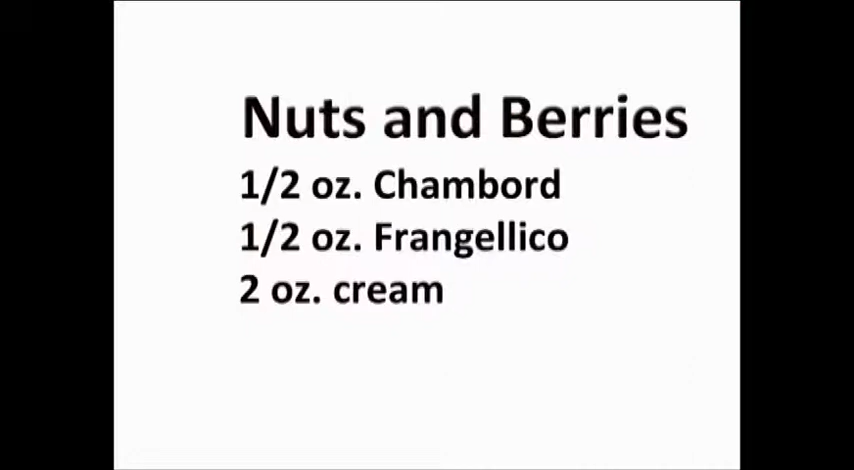 Nuts and Berries
1/2 oz. Chambord
1/2 oz. Frangellico
2 oz. cream